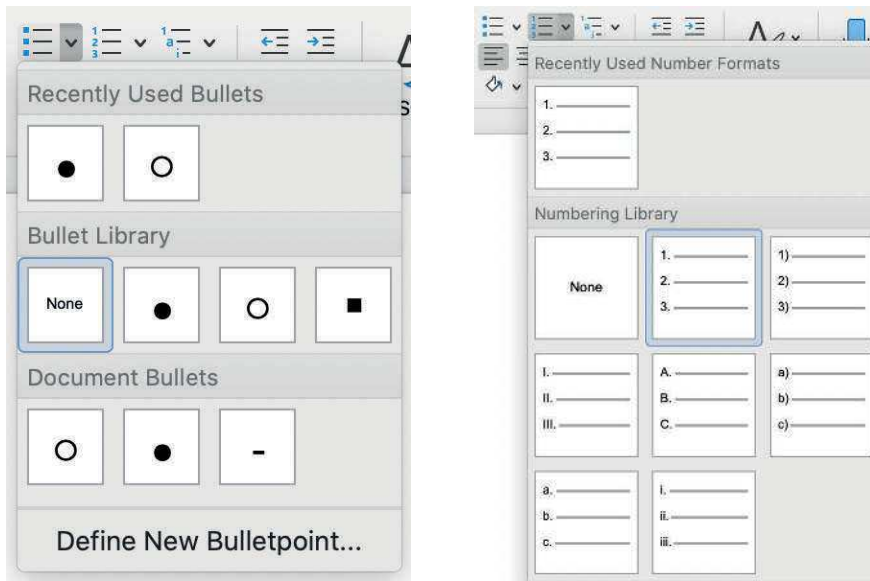 Recently Used Bullets
Bullet Library
None
Document Bullets
Define New Bulletpoint...
Recently Used Number Formats
1.
2.
3.
Numbering Library
None
1.
2.
3.
1)
2)
3)
I.
II.
III.
A.
B.
C.
a)
b)
c)
a.
b.
c.
i.
ii.
iii.